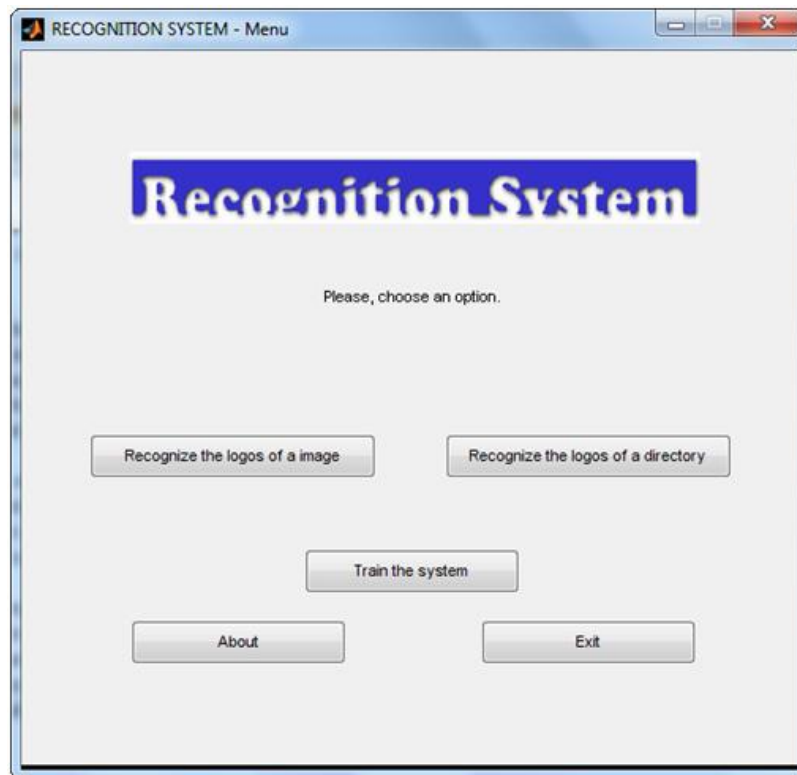 RECOGNITION SYSTEM - Menu
Recognition System
Please, choose an option.
Recognize the logos of a image
Recognize the logos of a directory
Train the system
About
Exit